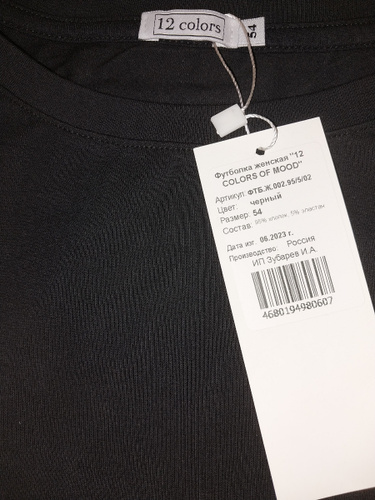 12 colors
54
Футболка женская "12
COLORS OF MOOD"
Артикул: ФТБ.Ж.002.95/5/02
Цвет: черный
Размер: 54
Состав: 95% хлопок, 5% эластан
Дата изг. 06.2023 г.
Производство: Россия
ИП Зубарев И.А.
4680194980607